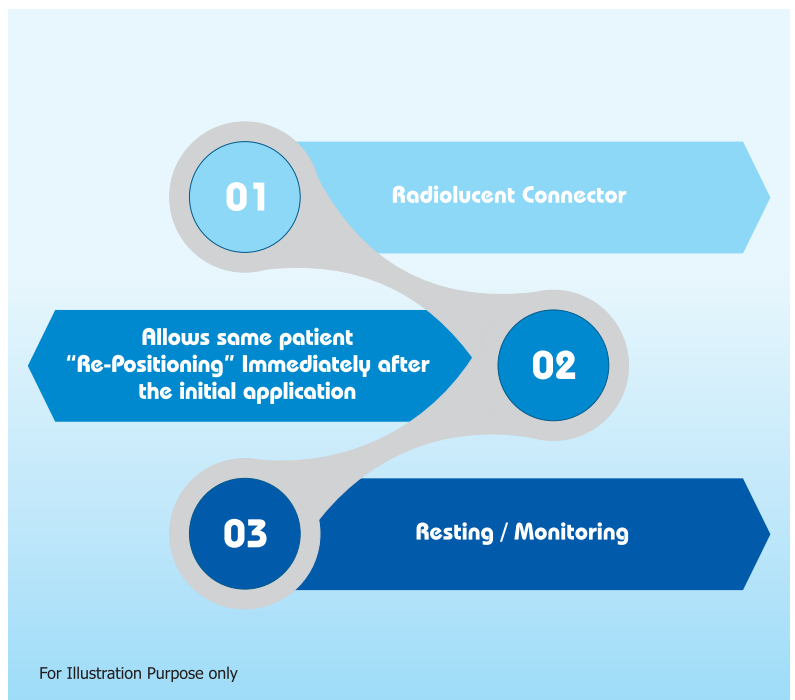 01
Radiolucent Connector
Allows same patient
“Re-Positioning” Immediately after
the initial application
02
03
Resting / Monitoring
For Illustration Purpose only